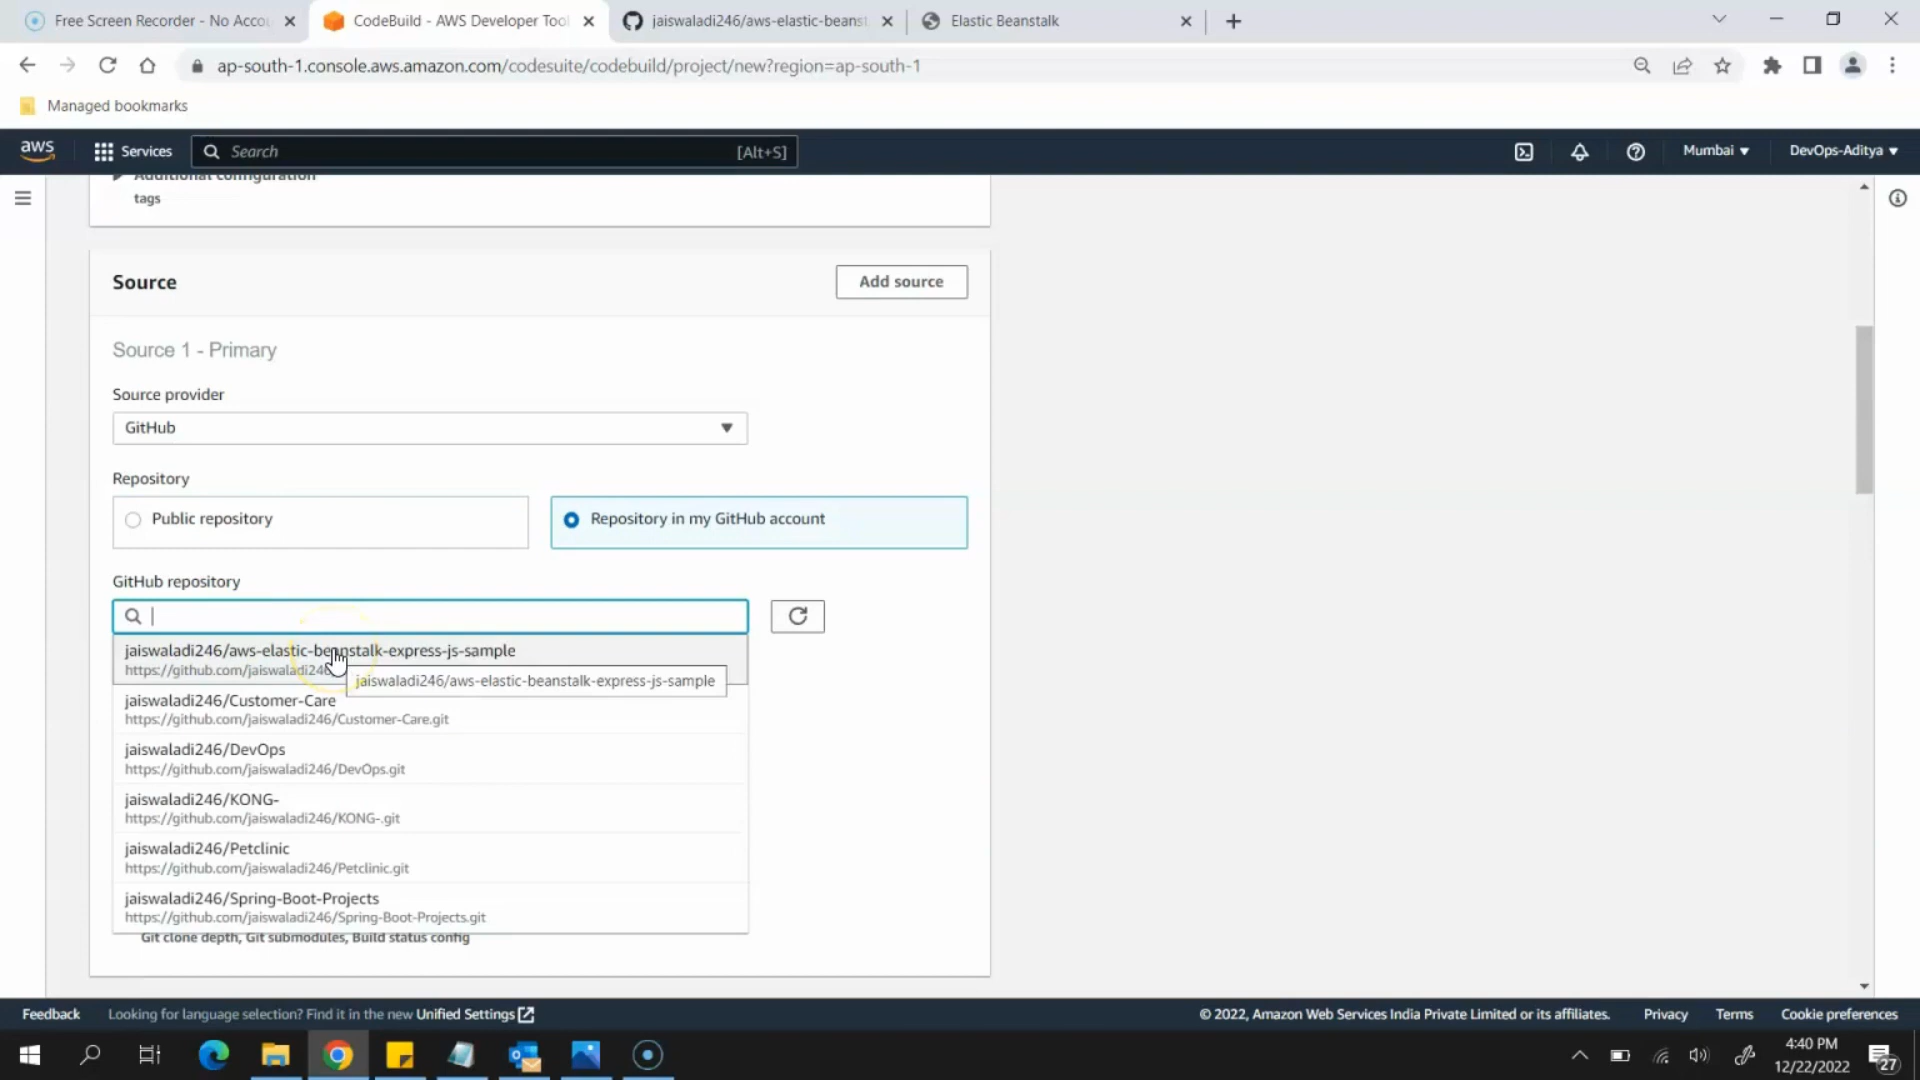 Free Screen Recorder - No Accou
CodeBuild - AWS Developer Tool
jaiswaladi246/aws-elastic-beanst
Elastic Beanstalk
ap-south-1.console.aws.amazon.com/codesuite/codebuild/project/new?region=ap-south-1
Managed bookmarks
aws
Services
Search
[Alt+S]
Mumbai
DevOps-Aditya
Additional configuration
tags
Source
Add source
Source 1 - Primary
Source provider
GitHub
Repository
Public repository
Repository in my GitHub account
GitHub repository
jaiswaladi246/aws-elastic-beanstalk-express-js-sample
https://github.com/jaiswaladi246
jaiswaladi246/aws-elastic-beanstalk-express-js-sample
jaiswaladi246/Customer-Care
https://github.com/jaiswaladi246/Customer-Care.git
jaiswaladi246/DevOps
https://github.com/jaiswaladi246/DevOps.git
jaiswaladi246/KONG-
https://github.com/jaiswaladi246/KONG-.git
jaiswaladi246/Petclinic
https://github.com/jaiswaladi246/Petclinic.git
jaiswaladi246/Spring-Boot-Projects
https://github.com/jaiswaladi246/Spring-Boot-Projects.git
Git clone depth, Git submodules, Build status config
Feedback
Looking for language selection? Find it in the new Unified Settings
© 2022, Amazon Web Services India Private Limited or its affiliates.
Privacy
Terms
Cookie preferences
4:40 PM
12/22/2022
27